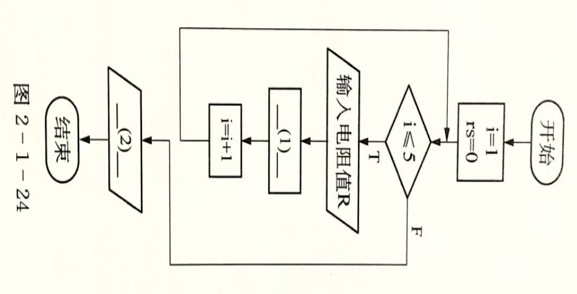 开始
i=1
rs=0
i≤5
T
F
输入电阻值R
__(1)__
i=i+1
__(2)__
结束
图 2-1-24